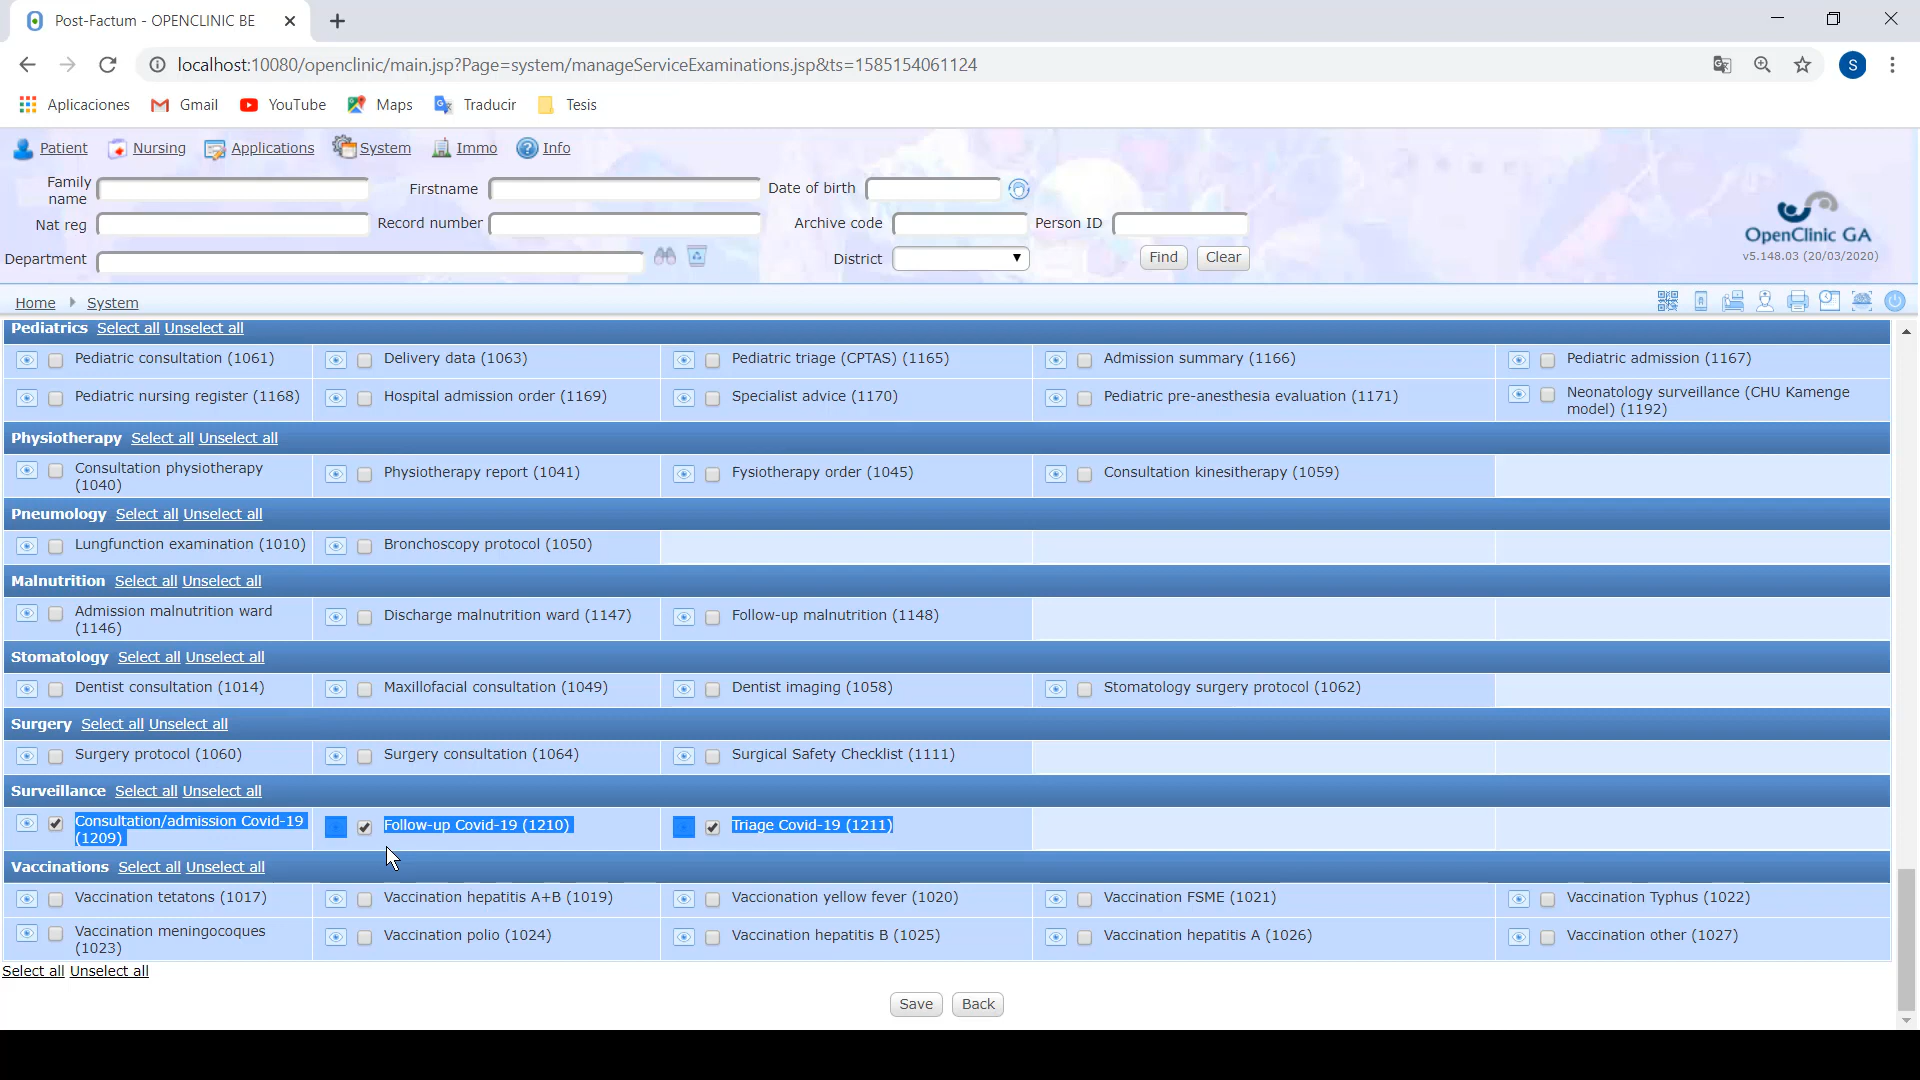 Post-Factum - OPENCLINIC BE
localhost:10080/openclinic/main.jsp?Page=system/manageServiceExaminations.jsp&ts=1585154061124
S
Aplicaciones Gmail YouTube Maps Traducir Tesis
Patient Nursing Applications System Immo Info
Family name Firstname Date of birth
Nat reg Record number Archive code Person ID
Department District Find Clear
OpenClinic GA
v5.148.03 (20/03/2020)
Home System
Pediatrics Select all Unselect all
Pediatric consultation (1061) Delivery data (1063) Pediatric triage (CPTAS) (1165) Admission summary (1166) Pediatric admission (1167)
Pediatric nursing register (1168) Hospital admission order (1169) Specialist advice (1170) Pediatric pre-anesthesia evaluation (1171) Neonatology surveillance (CHU Kamenge model) (1192)
Physiotherapy Select all Unselect all
Consultation physiotherapy (1040) Physiotherapy report (1041) Fysiotherapy order (1045) Consultation kinesitherapy (1059)
Pneumology Select all Unselect all
Lungfunction examination (1010) Bronchoscopy protocol (1050)
Malnutrition Select all Unselect all
Admission malnutrition ward (1146) Discharge malnutrition ward (1147) Follow-up malnutrition (1148)
Stomatology Select all Unselect all
Dentist consultation (1014) Maxillofacial consultation (1049) Dentist imaging (1058) Stomatology surgery protocol (1062)
Surgery Select all Unselect all
Surgery protocol (1060) Surgery consultation (1064) Surgical Safety Checklist (1111)
Surveillance Select all Unselect all
Consultation/admission Covid-19 (1209) Follow-up Covid-19 (1210) Triage Covid-19 (1211)
Vaccinations Select all Unselect all
Vaccination tetatons (1017) Vaccination hepatitis A+B (1019) Vaccionation yellow fever (1020) Vaccination FSME (1021) Vaccination Typhus (1022)
Vaccination meningocoques (1023) Vaccination polio (1024) Vaccination hepatitis B (1025) Vaccination hepatitis A (1026) Vaccination other (1027)
Select all Unselect all
Save Back